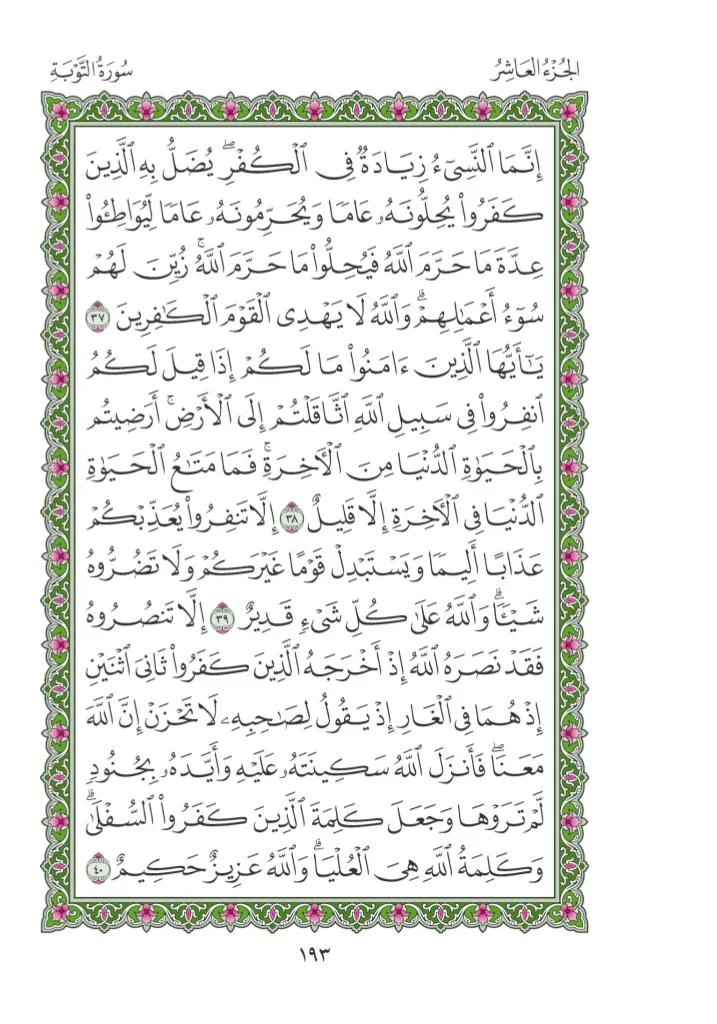 الجُزْءُ العَاشِرُ
سُورَةُ التَّوْبَةِ
إِنَّمَا ٱلنَّسِىٓءُ زِيَادَةٌ فِى ٱلْكُفْرِ ۖ يُضَلُّ بِهِ ٱلَّذِينَ
كَفَرُوا۟ يُحِلُّونَهُۥ عَامًا وَيُحَرِّمُونَهُۥ عَامًا لِّيُوَاطِـُٔوا۟
عِدَّةَ مَا حَرَّمَ ٱللَّهُ فَيُحِلُّوا۟ مَا حَرَّمَ ٱللَّهُ ۚ زُيِّنَ لَهُمْ
سُوٓءُ أَعْمَـٰلِهِمْ ۗ وَٱللَّهُ لَا يَهْدِى ٱلْقَوْمَ ٱلْكَـٰفِرِينَ ٣٧
يَـٰٓأَيُّهَا ٱلَّذِينَ ءَامَنُوا۟ مَا لَكُمْ إِذَا قِيلَ لَكُمُ
ٱنفِرُوا۟ فِى سَبِيلِ ٱللَّهِ ٱثَّاقَلْتُمْ إِلَى ٱلْأَرْضِ ۚ أَرَضِيتُم
بِٱلْحَيَوٰةِ ٱلدُّنْيَا مِنَ ٱلْـَٔاخِرَةِ ۚ فَمَا مَتَـٰعُ ٱلْحَيَوٰةِ
ٱلدُّنْيَا فِى ٱلْـَٔاخِرَةِ إِلَّا قَلِيلٌ ٣٨ إِلَّا تَنفِرُوا۟ يُعَذِّبْكُمْ
عَذَابًا أَلِيمًا وَيَسْتَبْدِلْ قَوْمًا غَيْرَكُمْ وَلَا تَضُرُّوهُ
شَيْـًٔا ۗ وَٱللَّهُ عَلَىٰ كُلِّ شَىْءٍ قَدِيرٌ ٣٩ إِلَّا تَنصُرُوهُ
فَقَدْ نَصَرَهُ ٱللَّهُ إِذْ أَخْرَجَهُ ٱلَّذِينَ كَفَرُوا۟ ثَانِىَ ٱثْنَيْنِ
إِذْ هُمَا فِى ٱلْغَارِ إِذْ يَقُولُ لِصَـٰحِبِهِۦ لَا تَحْزَنْ إِنَّ ٱللَّهَ
مَعَنَا ۖ فَأَنزَلَ ٱللَّهُ سَكِينَتَهُۥ عَلَيْهِ وَأَيَّدَهُۥ بِجُنُودٍ
لَّمْ تَرَوْهَا وَجَعَلَ كَلِمَةَ ٱلَّذِينَ كَفَرُوا۟ ٱلسُّفْلَىٰ ۗ
وَكَلِمَةُ ٱللَّهِ هِىَ ٱلْعُلْيَا ۗ وَٱللَّهُ عَزِيزٌ حَكِيمٌ ٤٠
١٩٣